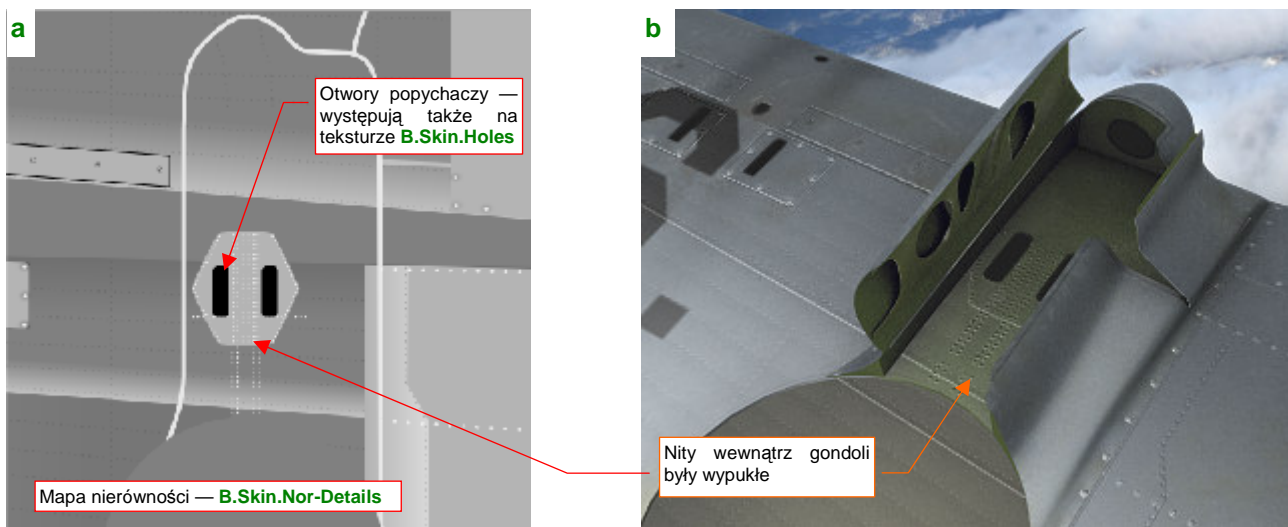 a
Otwory popychaczy —
występują także na
teksturze B.Skin.Holes
Mapa nierówności — B.Skin.Nor-Details
b
Nity wewnątrz gondoli
były wypukłe